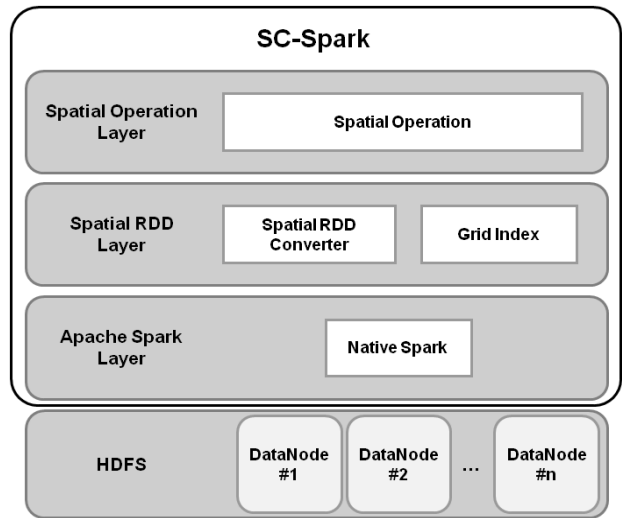 SC-Spark
Spatial Operation
Layer
Spatial Operation
Spatial RDD
Layer
Spatial RDD
Converter
Grid Index
Apache Spark
Layer
Native Spark
HDFS
DataNode
#1
DataNode
#2
...
DataNode
#n